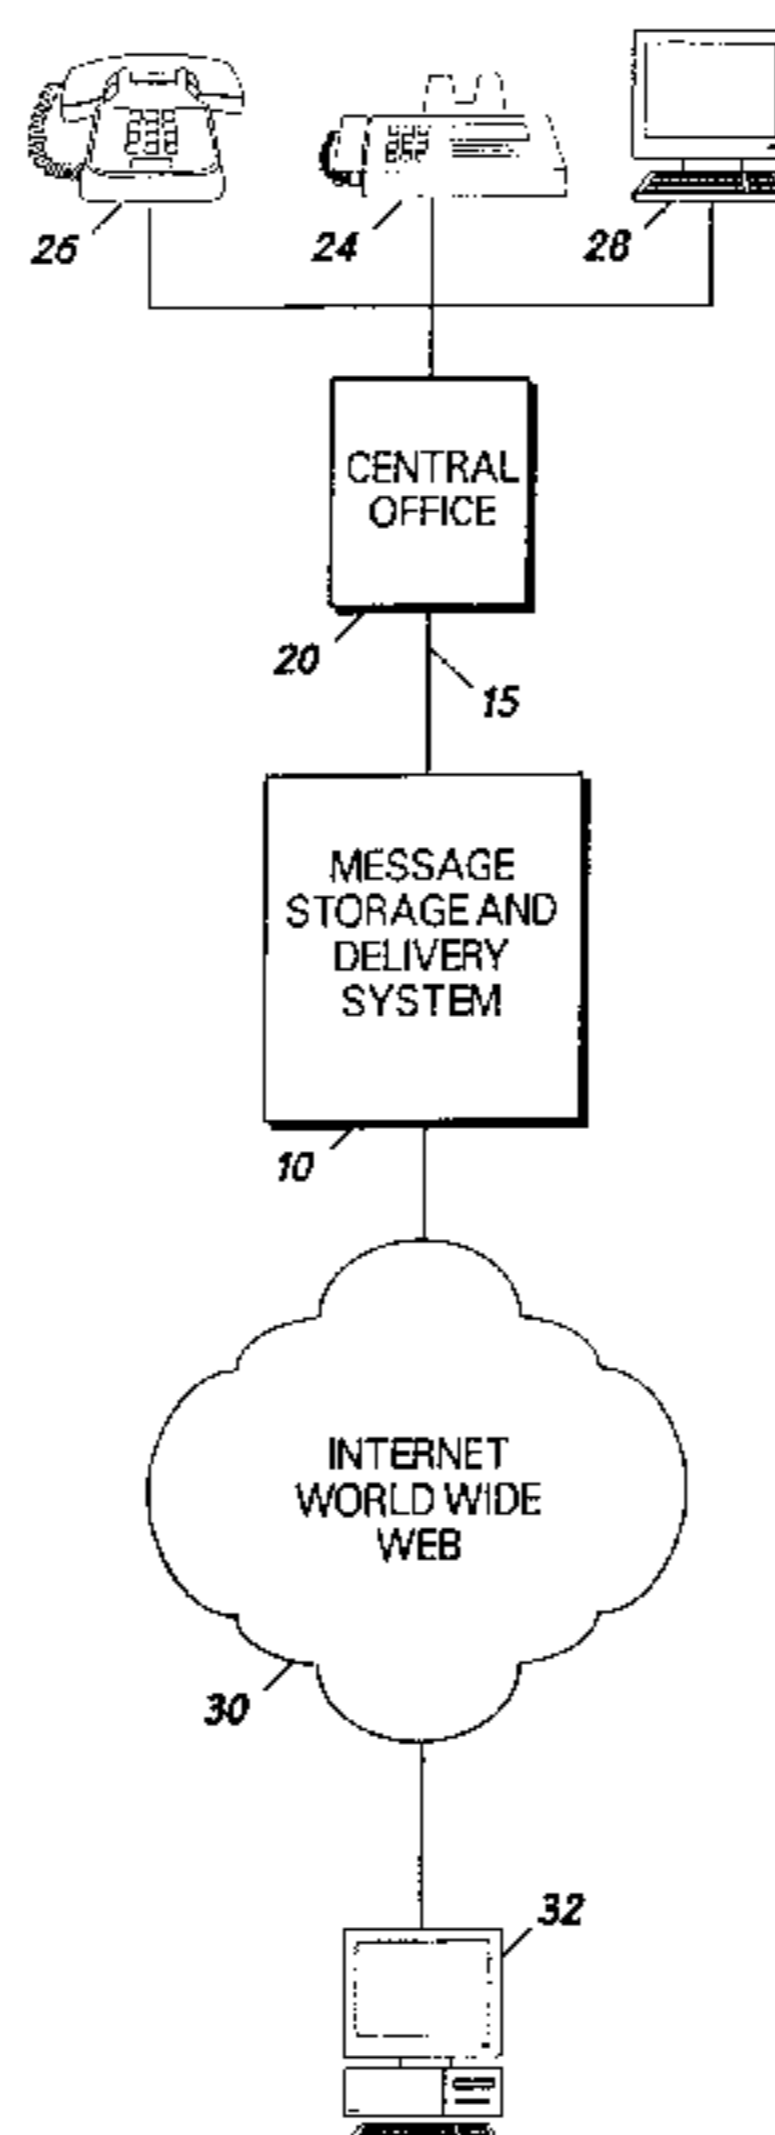 26
24
28
CENTRAL
OFFICE
20
15
MESSAGE
STORAGE AND
DELIVERY
SYSTEM
10
INTERNET
WORLD WIDE
WEB
30
32